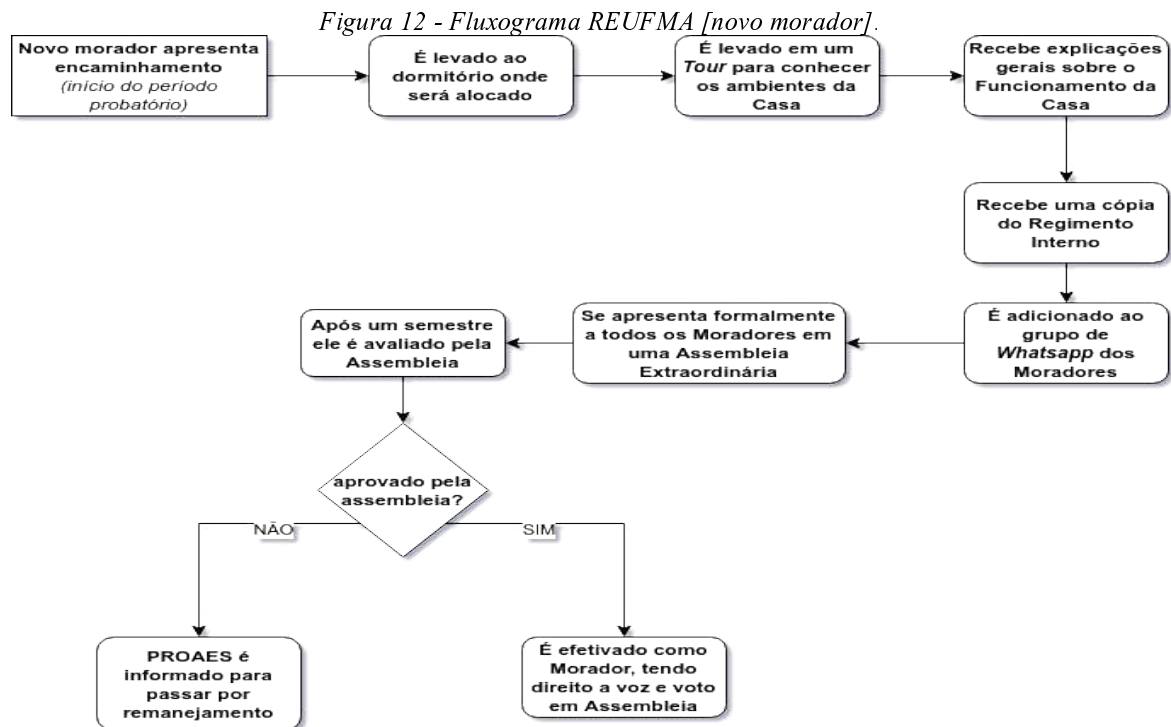 Figura 12 - Fluxograma REUFMA [novo morador].
Novo morador apresenta
encaminhamento
(início do período
probatório)
É levado ao
dormitório onde
será alocado
É levado em um
Tour para conhecer
os ambientes da
Casa
Recebe explicações
gerais sobre o
Funcionamento da
Casa
Recebe uma cópia
do Regimento
Interno
É adicionado ao
grupo de
Whatsapp dos
Moradores
Se apresenta formalmente
a todos os Moradores em
uma Assembleia
Extraordinária
Após um semestre
ele é avaliado pela
Assembleia
aprovado pela
assembleia?
NÃO
SIM
PROAES é
informado para
passar por
remanejamento
É efetivado como
Morador, tendo
direito a voz e voto
em Assembleia